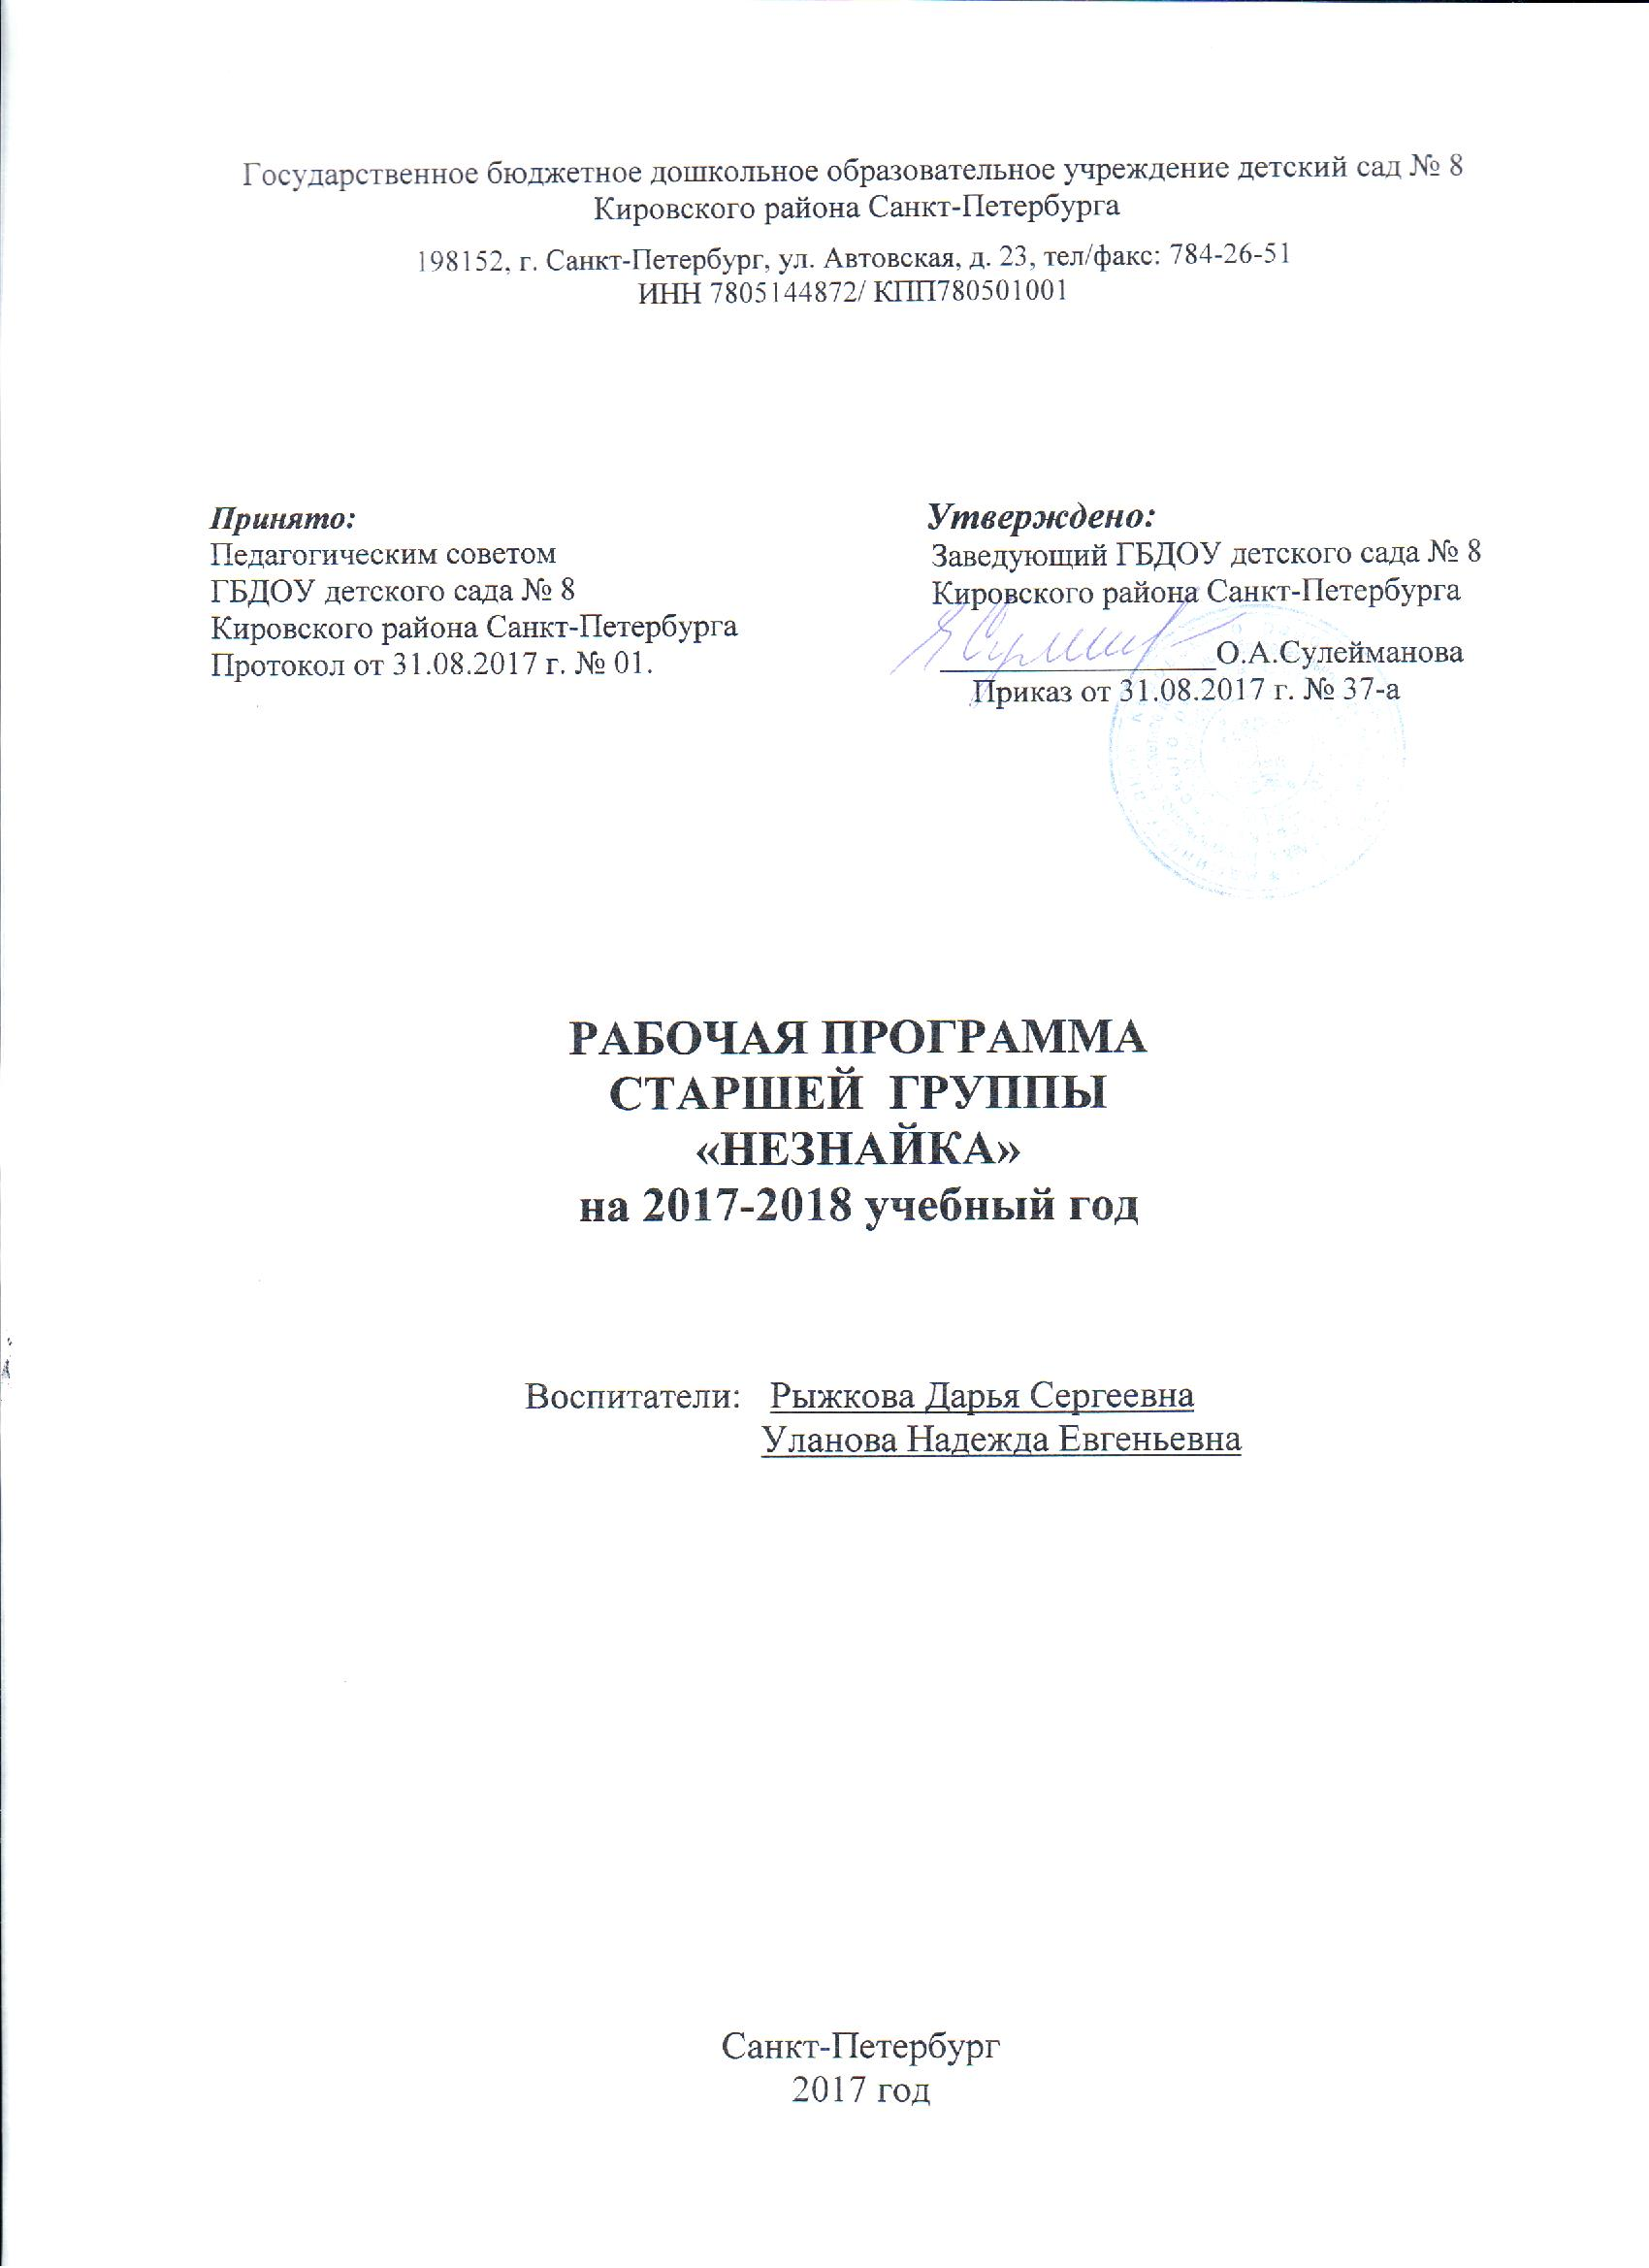 Государственное бюджетное дошкольное образовательное учреждение детский сад № 8
Кировского района Санкт-Петербурга
198152, г. Санкт-Петербург, ул. Автовская, д. 23, тел/факс: 784-26-51
ИНН 7805144872/ КПП780501001
Принято:
Педагогическим советом
ГБДОУ детского сада № 8
Кировского района Санкт-Петербурга
Протокол от 31.08.2017 г. № 01.
Утверждено:
Заведующий ГБДОУ детского сада № 8
Кировского района Санкт-Петербурга
О.А.Сулейманова
Приказ от 31.08.2017 г. № 37-а
РАБОЧАЯ ПРОГРАММА
СТАРШЕЙ ГРУППЫ
«НЕЗНАЙКА»
на 2017-2018 учебный год
Воспитатели: Рыжкова Дарья Сергеевна
Уланова Надежда Евгеньевна
Санкт-Петербург
2017 год